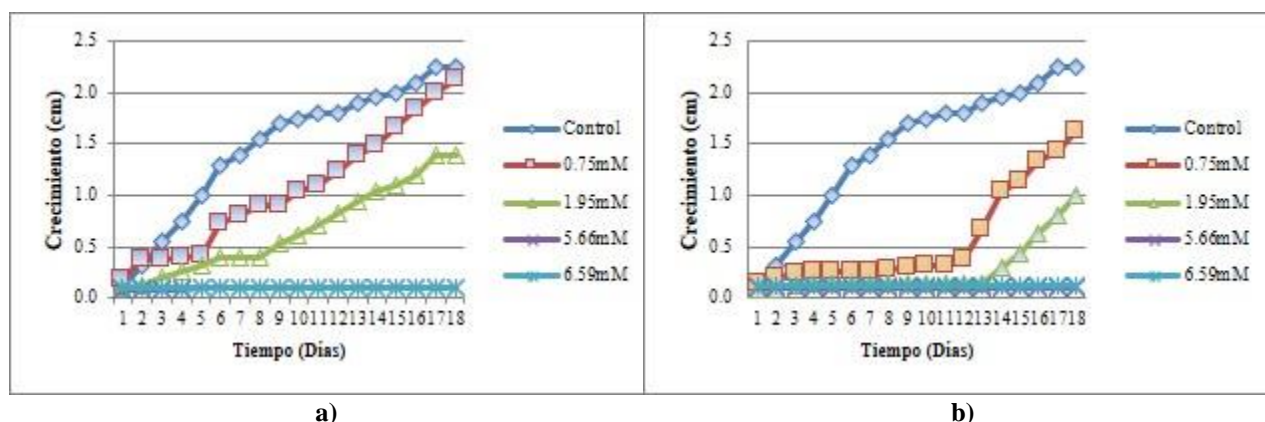 2.5
2.0
1.5
1.0
0.5
0.0
Crecimiento (cm)
1 2 3 4 5 6 7 8 9 10 11 12 13 14 15 16 17 18
Tiempo (Días)
Control
0.75mM
1.95mM
5.66mM
6.59mM
a)
2.5
2.0
1.5
1.0
0.5
0.0
Crecimiento (cm)
1 2 3 4 5 6 7 8 9 10 11 12 13 14 15 16 17 18
Tiempo (Días)
Control
0.75mM
1.95mM
5.66mM
6.59mM
b)